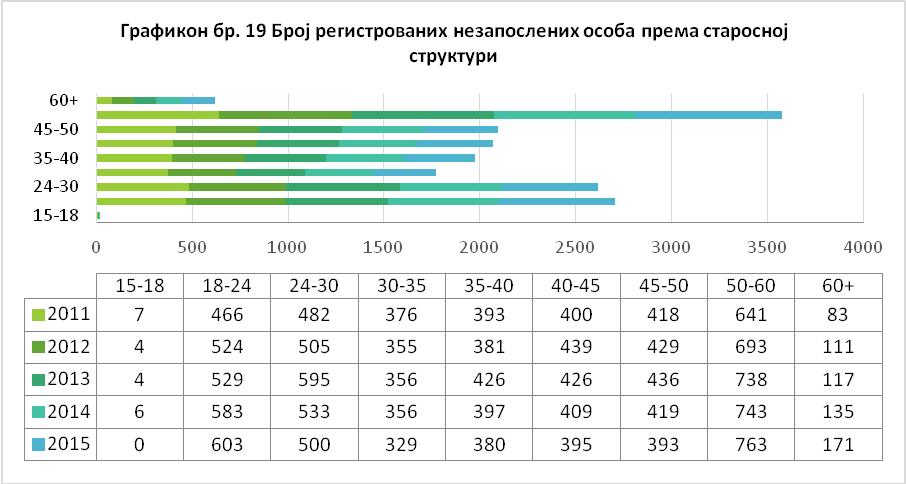 Графикон бр. 19 Број регистрованих незапослених особа према старосној
структури
60+
45-50
35-40
24-30
15-18
0 500 1000 1500 2000 2500 3000 3500 4000
15-18 18-24 24-30 30-35 35-40 40-45 45-50 50-60 60+
2011 7 466 482 376 393 400 418 641 83
2012 4 524 505 355 381 439 429 693 111
2013 4 529 595 356 426 426 436 738 117
2014 6 583 533 356 397 409 419 743 135
2015 0 603 500 329 380 395 393 763 171